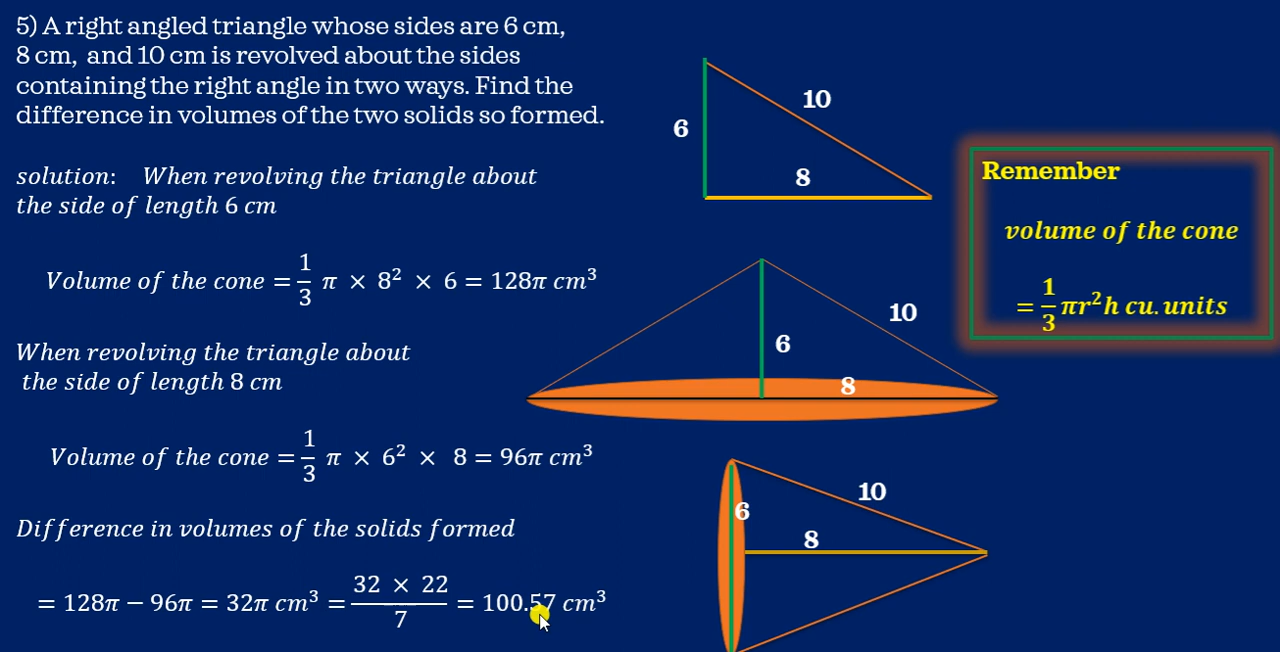 5) A right angled triangle whose sides are 6 cm,
8 cm, and 10 cm is revolved about the sides
containing the right angle in two ways. Find the
difference in volumes of the two solids so formed.
solution: When revolving the triangle about
the side of length 6 cm
Volume of the cone = 1/3 π × 8² × 6 = 128π cm³
When revolving the triangle about
the side of length 8 cm
Volume of the cone = 1/3 π × 6² × 8 = 96π cm³
Difference in volumes of the solids formed
= 128π − 96π = 32π cm³ = 32 × 22 / 7 = 100.57 cm³
6
10
8
10
6
8
10
6
8
Remember
volume of the cone
= 1/3 πr²h cu. units